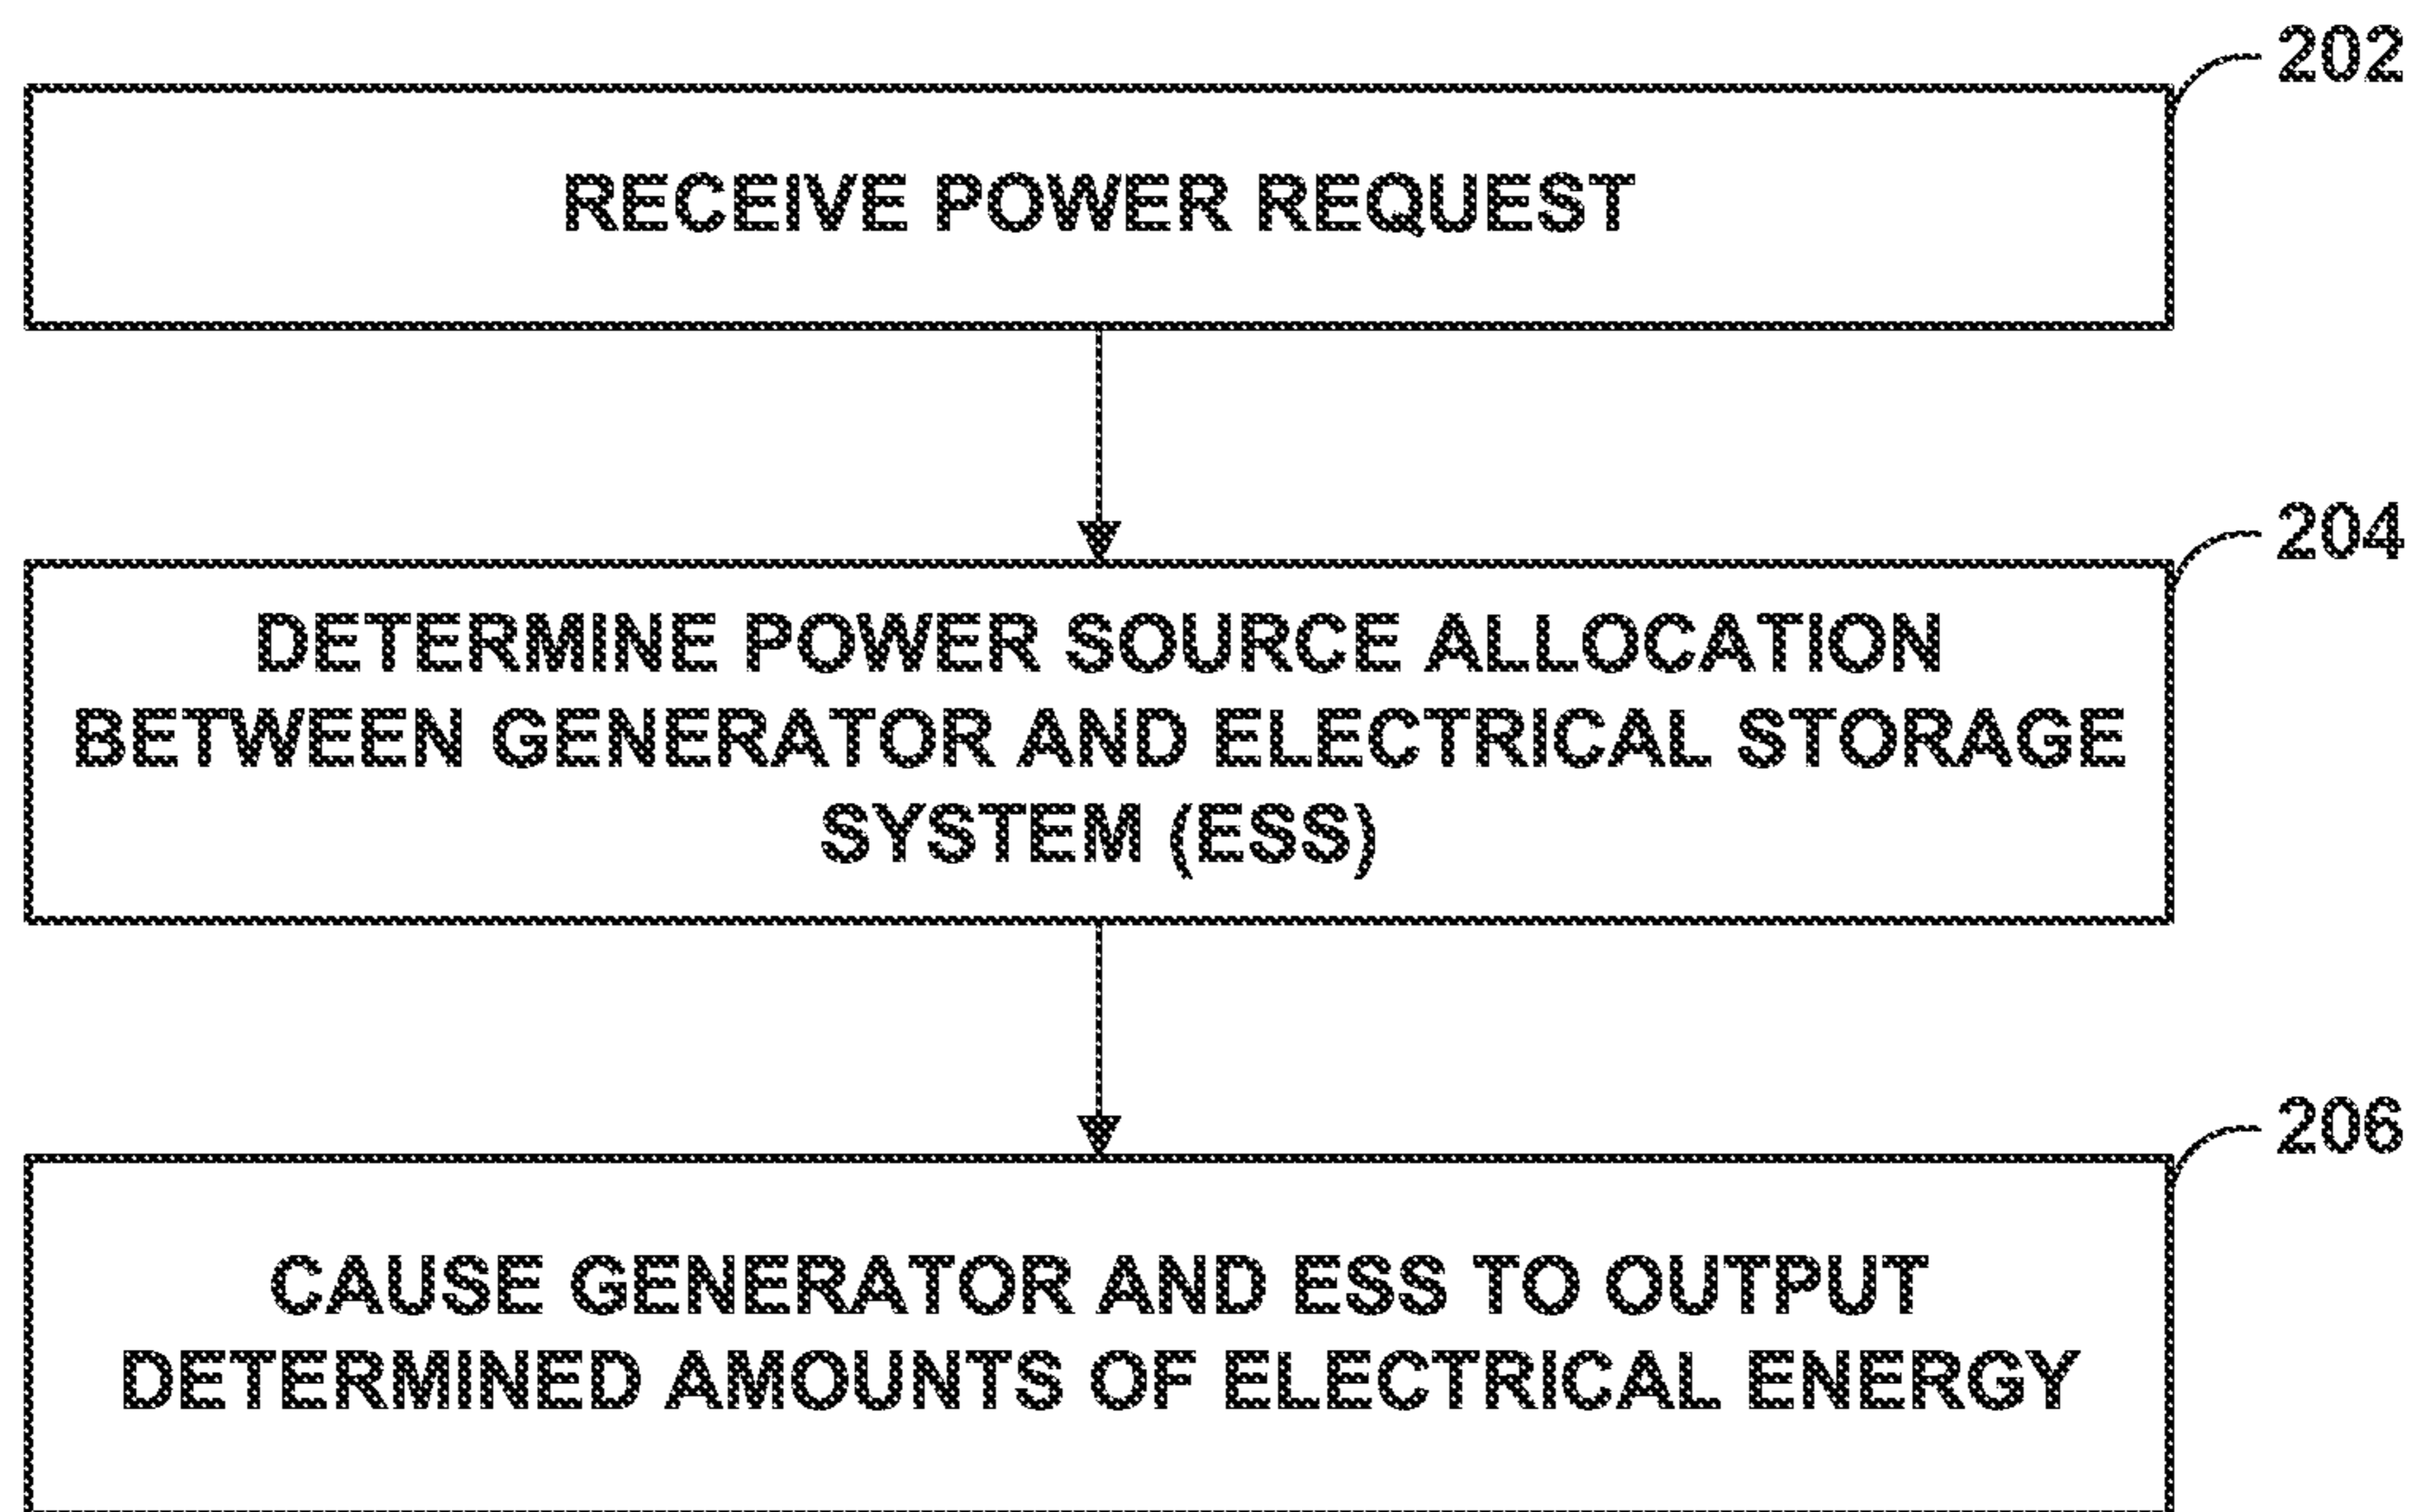 202
RECEIVE POWER REQUEST
204
DETERMINE POWER SOURCE ALLOCATION
BETWEEN GENERATOR AND ELECTRICAL STORAGE
SYSTEM (ESS)
206
CAUSE GENERATOR AND ESS TO OUTPUT
DETERMINED AMOUNTS OF ELECTRICAL ENERGY